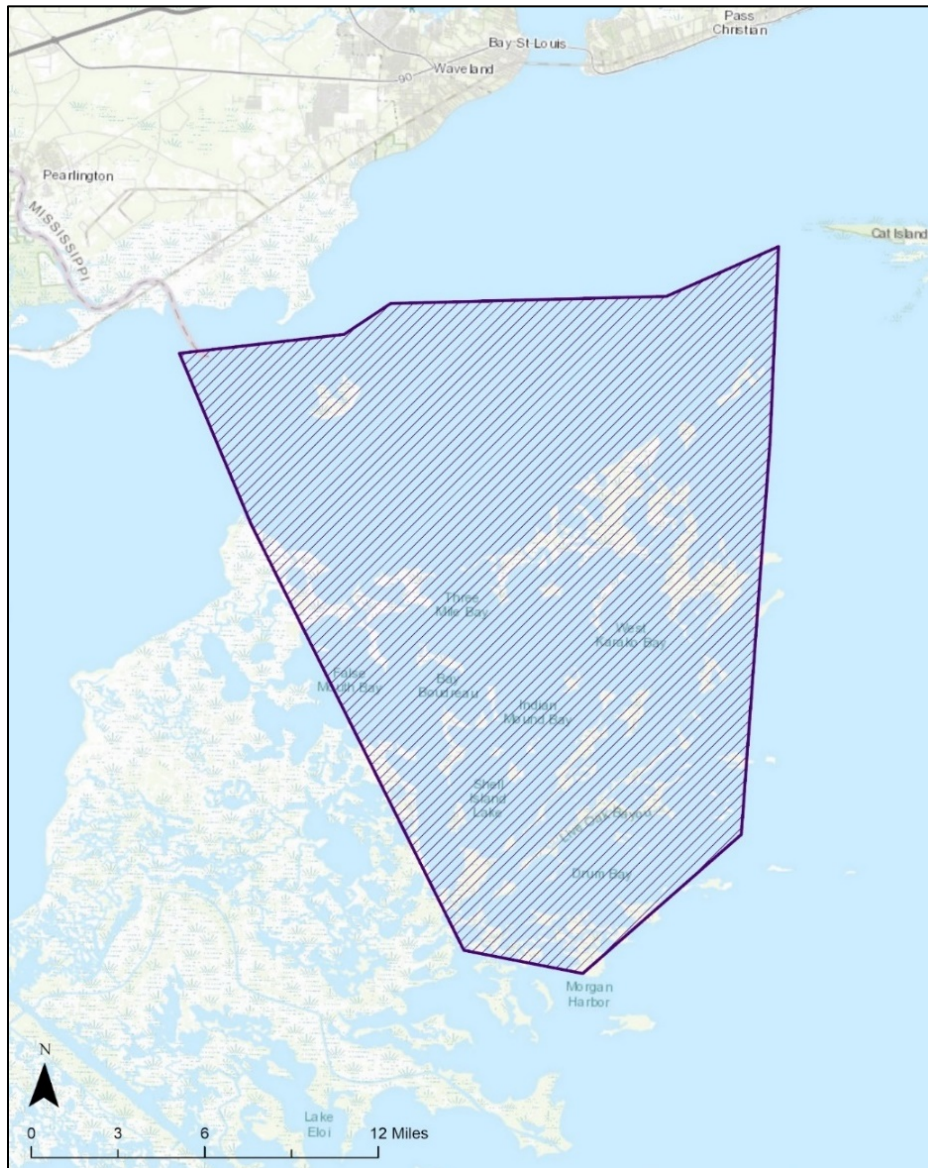 Pass
Christian
Bay St Louis
90
Waveland
Pearlington
MISSISSIPPI
Cat Island
Three
Mile Bay
West
Karako Bay
False
Mouth Bay
Bay
Boudreau
Indian
Mound Bay
Shell
Island
Lake
Live Oak Bayou
Drum Bay
Morgan
Harbor
N
Lake
Eloi
0 3 6 12 Miles